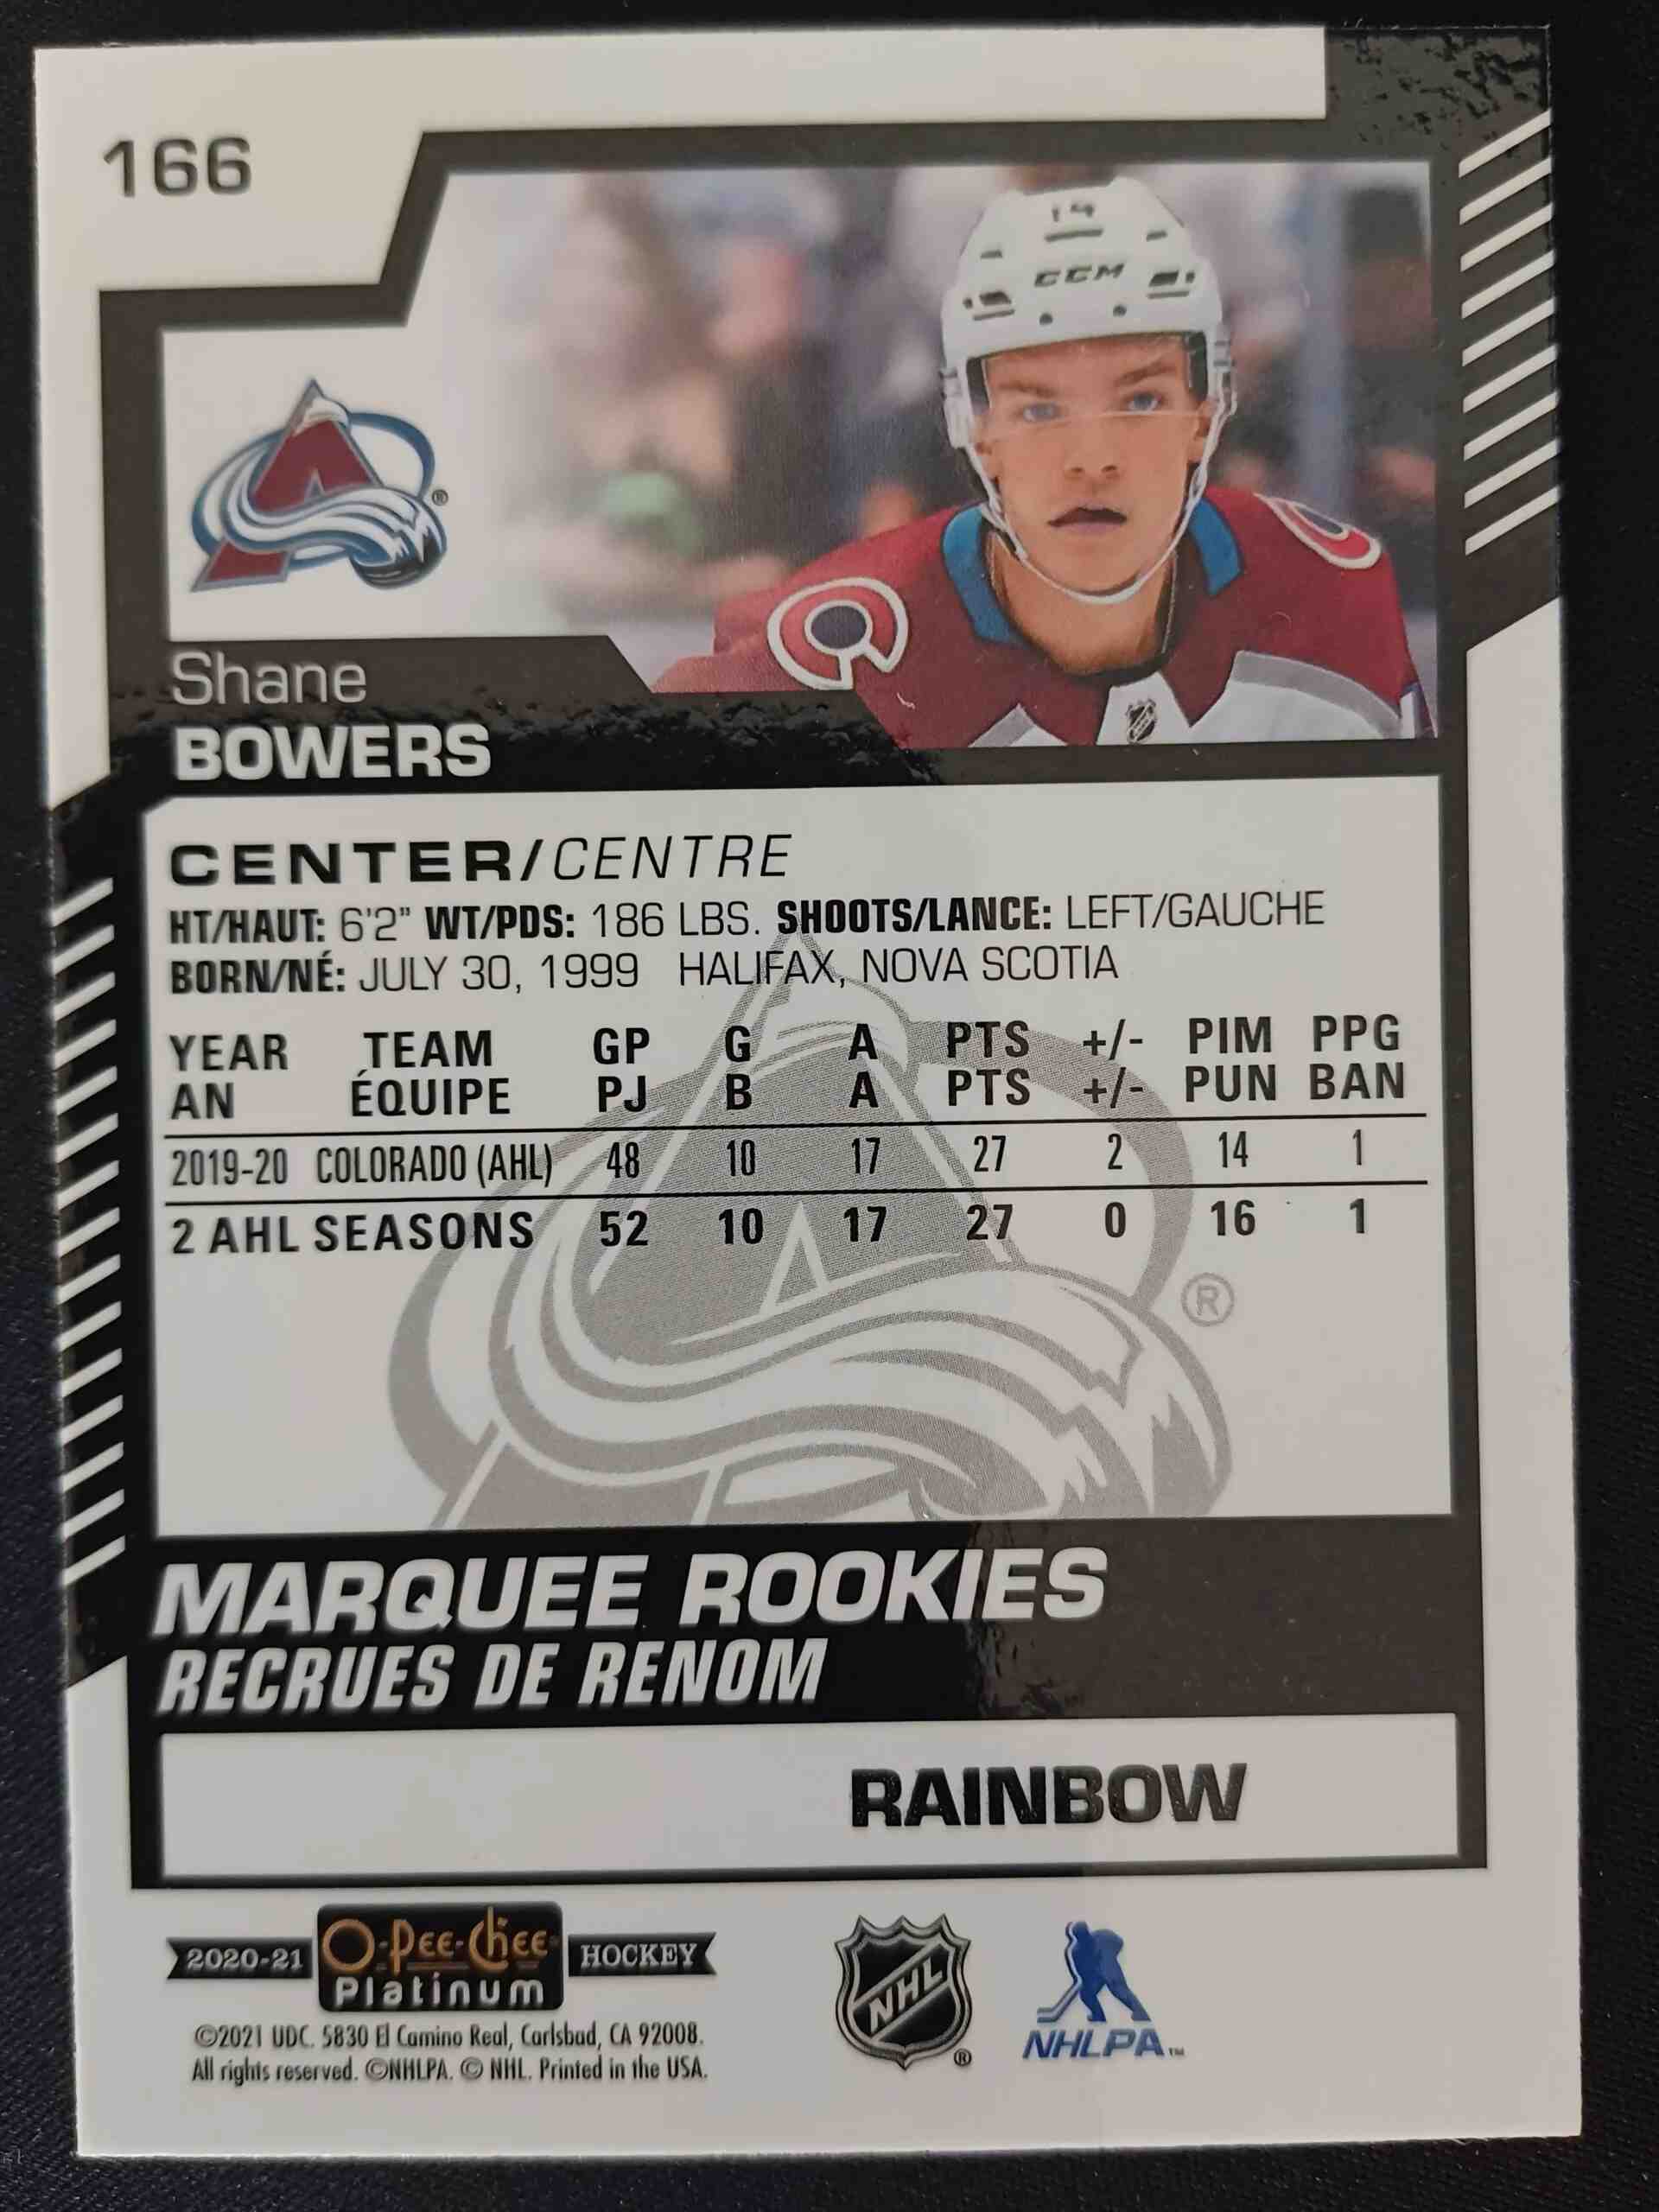 166
19
CCM
®
Shane
BOWERS
CENTER/CENTRE
HT/HAUT: 6'2" WT/PDS: 186 LBS. SHOOTS/LANCE: LEFT/GAUCHE
BORN/NÉ: JULY 30, 1999 HALIFAX, NOVA SCOTIA
YEAR TEAM GP G A PTS +/- PIM PPG
AN ÉQUIPE PJ B A PTS +/- PUN BAN
2019-20 COLORADO (AHL) 48 10 17 27 2 14 1
2 AHL SEASONS 52 10 17 27 0 16 1
®
MARQUEE ROOKIES
RECRUES DE RENOM
RAINBOW
2020-21 O-Pee-Chee HOCKEY
Platinum
©2021 UDC. 5830 El Camino Real, Carlsbad, CA 92008.
All rights reserved. ©NHLPA. © NHL. Printed in the USA.
NHL ®
NHLPA™